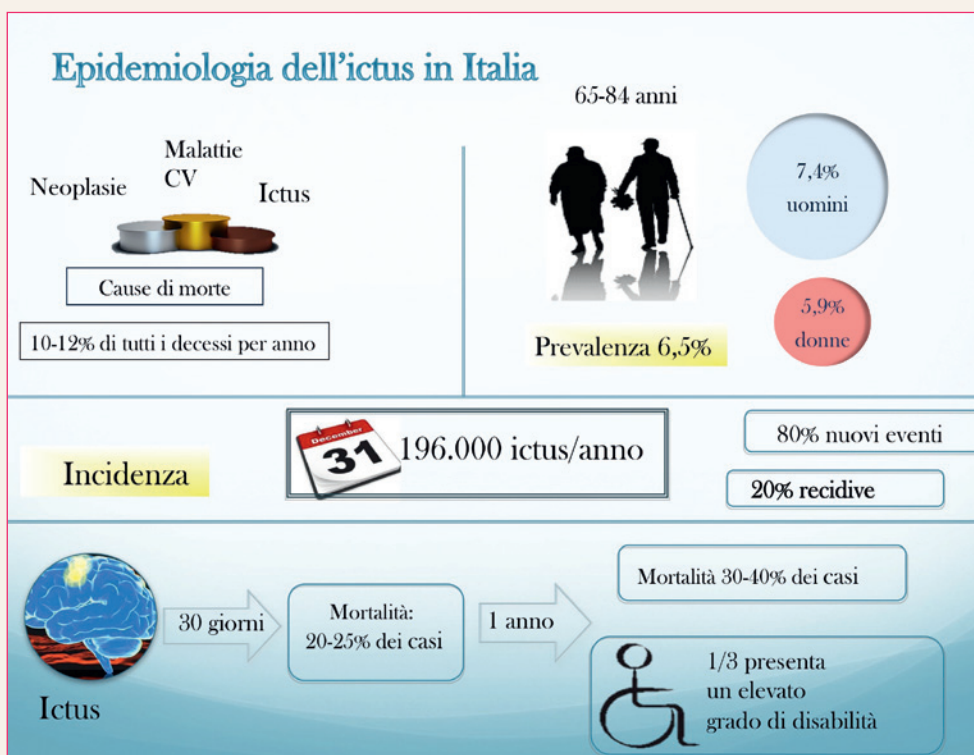 Epidemiologia dell'ictus in Italia
Neoplasie
Malattie
CV
Ictus
Cause di morte
10-12% di tutti i decessi per anno
65-84 anni
7,4%
uomini
5,9%
donne
Prevalenza 6,5%
Incidenza
December
31
196.000 ictus/anno
80% nuovi eventi
20% recidive
Ictus
30 giorni
Mortalità:
20-25% dei casi
1 anno
Mortalità 30-40% dei casi
1/3 presenta
un elevato
grado di disabilità